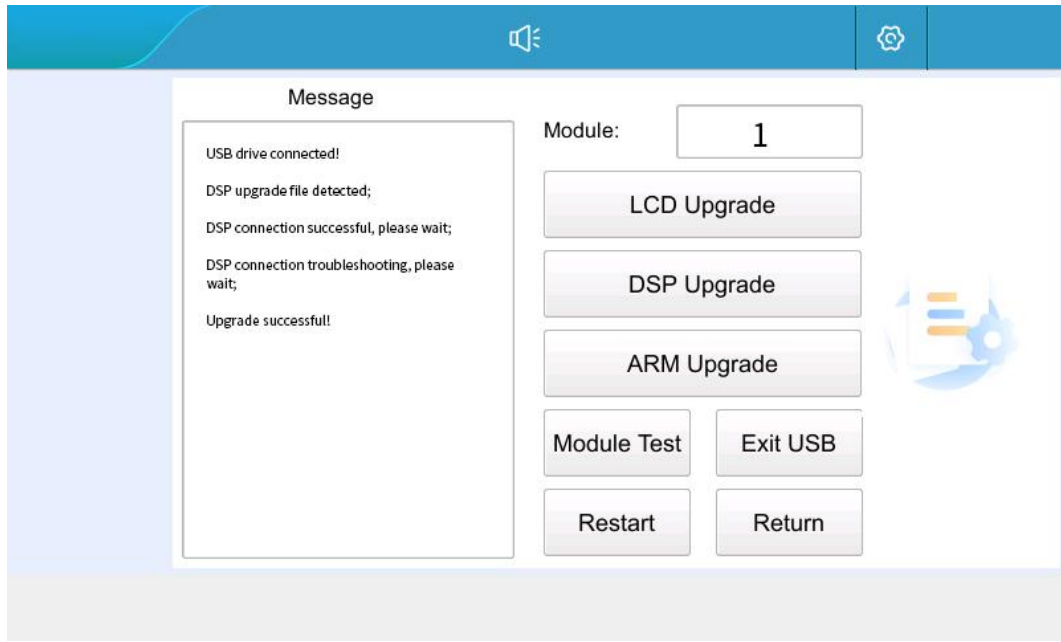 Message
USB drive connected!
DSP upgrade file detected;
DSP connection successful, please wait;
DSP connection troubleshooting, please
wait;
Upgrade successful!
Module:
1
LCD Upgrade
DSP Upgrade
ARM Upgrade
Module Test
Exit USB
Restart
Return